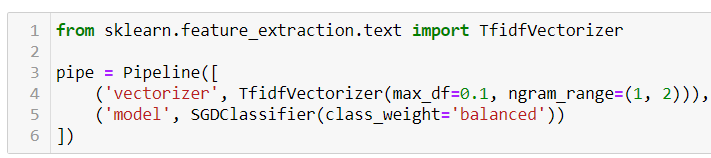 1 from sklearn.feature_extraction.text import TfidfVectorizer
2
3 pipe = Pipeline([
4     ('vectorizer', TfidfVectorizer(max_df=0.1, ngram_range=(1, 2))),
5     ('model', SGDClassifier(class_weight='balanced'))
6 ])